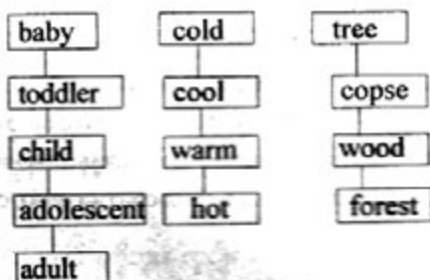 baby cold tree
toddler cool copse
child warm wood
adolescent hot forest
adult